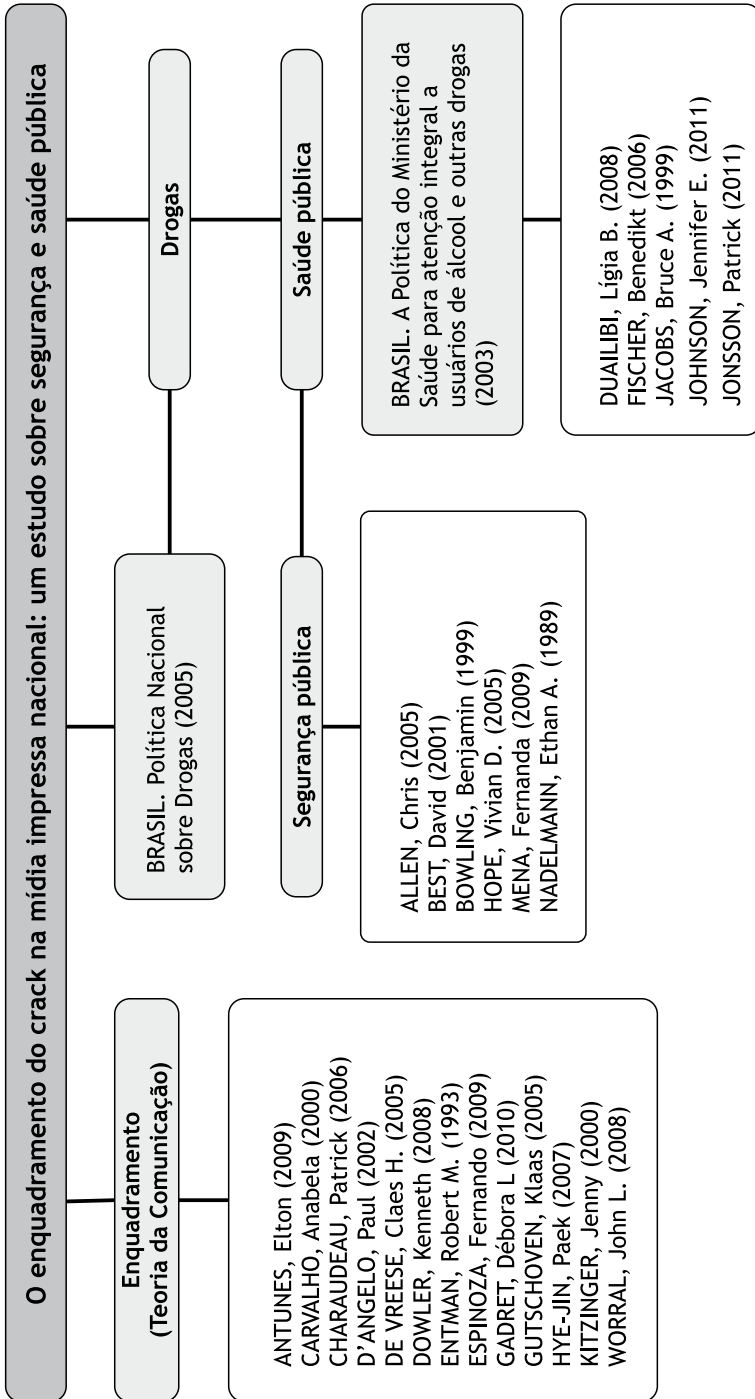 O enquadramento do crack na mídia impressa nacional: um estudo sobre segurança e saúde pública
Enquadramento
(Teoria da Comunicação)
ANTUNES, Elton (2009)
CARVALHO, Anabela (2000)
CHARAUDEAU, Patrick (2006)
D’ANGELO, Paul (2002)
DE VREESE, Claes H. (2005)
DOWLER, Kenneth (2008)
ENTMAN, Robert M. (1993)
ESPINOZA, Fernando (2009)
GADRET, Débora L (2010)
GUTSCHOVEN, Klaas (2005)
HYE-JIN, Paek (2007)
KITZINGER, Jenny (2000)
WORRAL, John L. (2008)
BRASIL. Política Nacional
sobre Drogas (2005)
Drogas
Segurança pública
ALLEN, Chris (2005)
BEST, David (2001)
BOWLING, Benjamin (1999)
HOPE, Vivian D. (2005)
MENA, Fernanda (2009)
NADELMANN, Ethan A. (1989)
Saúde pública
BRASIL. A Política do Ministério da
Saúde para atenção integral a
usuários de álcool e outras drogas
(2003)
DUAILIBI, Lígia B. (2008)
FISCHER, Benedikt (2006)
JACOBS, Bruce A. (1999)
JOHNSON, Jennifer E. (2011)
JONSSON, Patrick (2011)